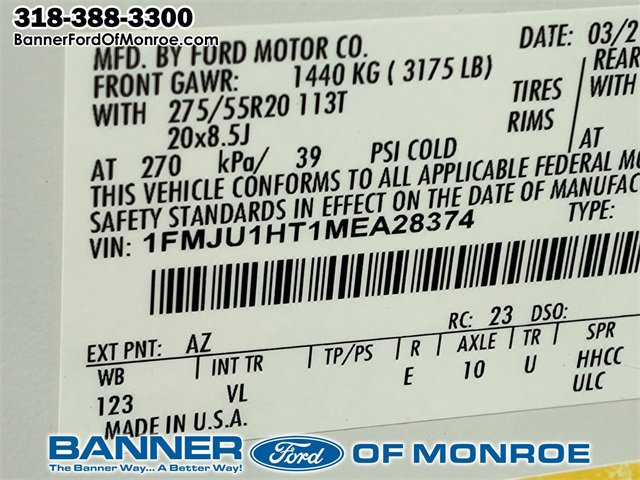 318-388-3300
BannerFordOfMonroe.com
MFD. BY FORD MOTOR CO.
DATE: 03/2
FRONT GAWR: 1440 KG ( 3175 LB)
REAR
WITH 275/55R20 113T TIRES WITH
20x8.5J RIMS
AT 270 kPa/ 39 PSI COLD AT
THIS VEHICLE CONFORMS TO ALL APPLICABLE FEDERAL MO
SAFETY STANDARDS IN EFFECT ON THE DATE OF MANUFAC
VIN: 1FMJU1HT1MEA28374 TYPE:
EXT PNT: AZ RC: 23 DSO:
WB INT TR TP/PS R AXLE TR SPR
123 VL E 10 U HHCC
ULC
MADE IN U.S.A.
BANNER Ford OF MONROE
The Banner Way... A Better Way!